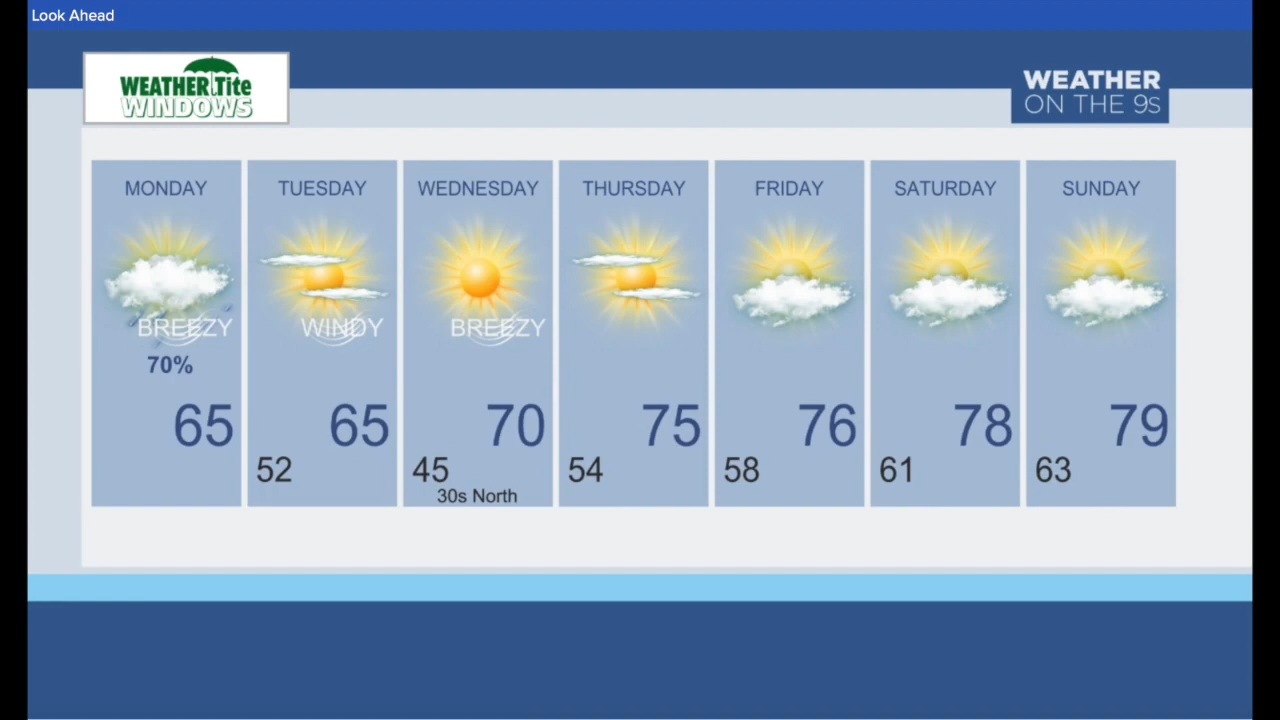 Look Ahead
WEATHER Tite
WINDOWS
WEATHER
ON THE 9s
MONDAY
BREEZY
70%
65
TUESDAY
WINDY
65
52
WEDNESDAY
BREEZY
70
45
30s North
THURSDAY
75
54
FRIDAY
76
58
SATURDAY
78
61
SUNDAY
79
63